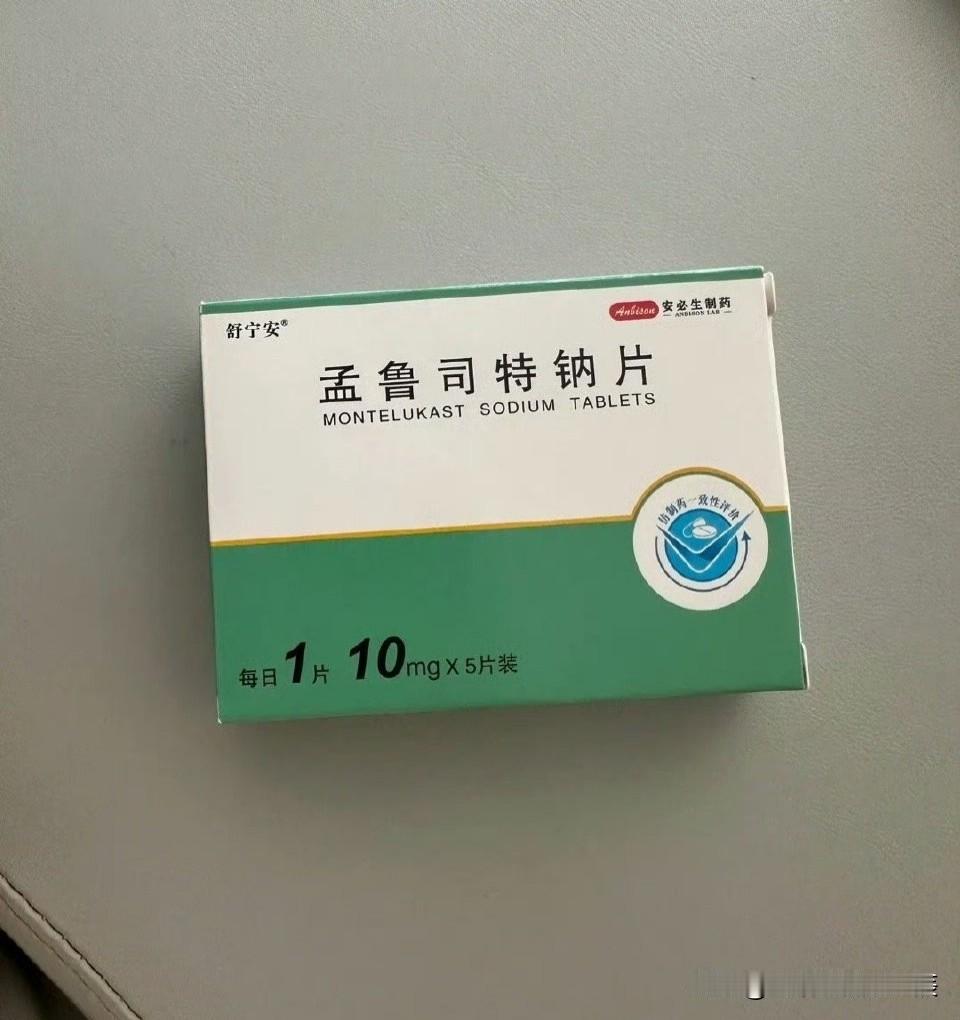 舒宁安®
Anbison 安必生制药
ANBISON LAB
孟鲁司特钠片
MONTELUKAST SODIUM TABLETS
仿制药一致性评价
每日1片 10mg X 5片装